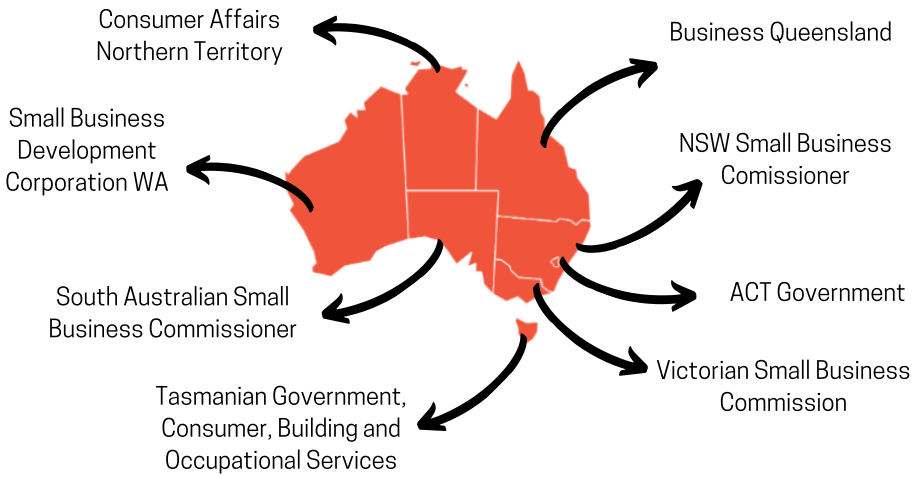 Consumer Affairs
Northern Territory
Business Queensland
Small Business
Development
Corporation WA
NSW Small Business
Comissioner
South Australian Small
Business Commissioner
ACT Government
Victorian Small Business
Commission
Tasmanian Government,
Consumer, Building and
Occupational Services